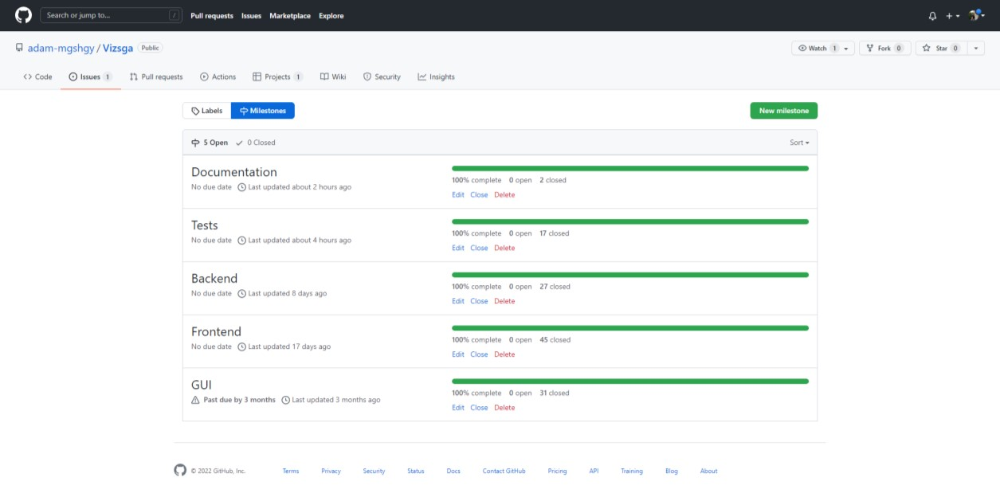 Search or jump to... / Pull requests Issues Marketplace Explore
adam-mgshgy / Vizsga Public Watch 1 Fork 0 Star 0
Code Issues 1 Pull requests Actions Projects 1 Wiki Security Insights
Labels Milestones New milestone
5 Open 0 Closed Sort
Documentation
No due date Last updated about 2 hours ago
100% complete 0 open 2 closed
Edit Close Delete
Tests
No due date Last updated about 4 hours ago
100% complete 0 open 17 closed
Edit Close Delete
Backend
No due date Last updated 8 days ago
100% complete 0 open 27 closed
Edit Close Delete
Frontend
No due date Last updated 17 days ago
100% complete 0 open 45 closed
Edit Close Delete
GUI
Past due by 3 months Last updated 3 months ago
100% complete 0 open 31 closed
Edit Close Delete
© 2022 GitHub, Inc. Terms Privacy Security Status Docs Contact GitHub Pricing API Training Blog About